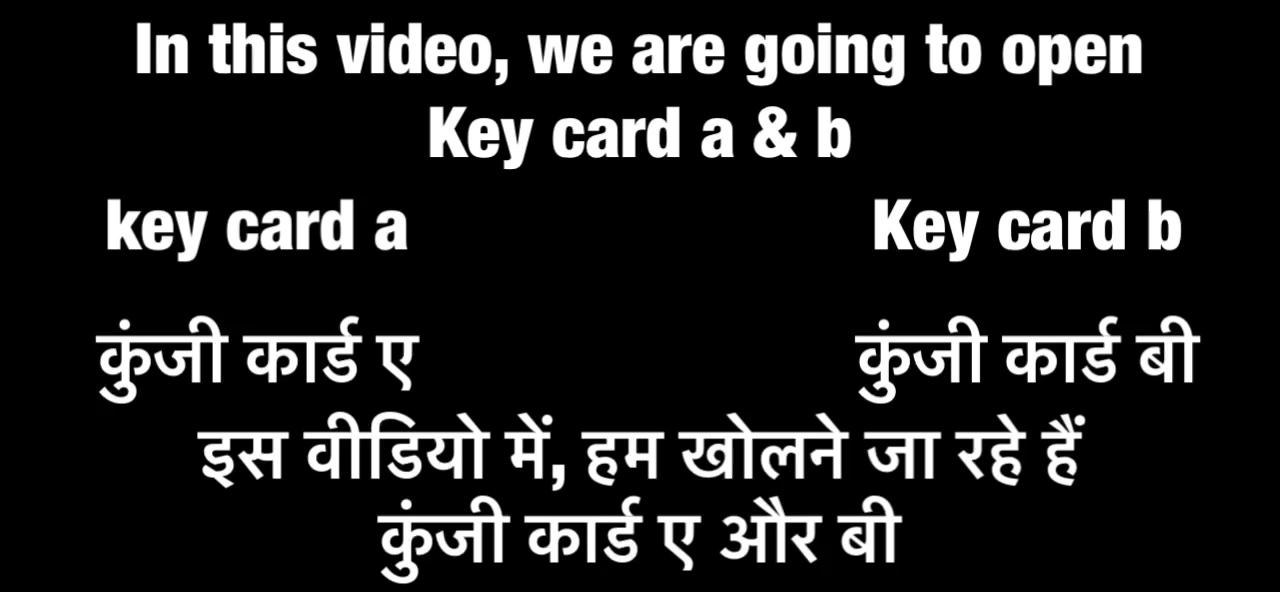 In this video, we are going to open
Key card a & b
key card a Key card b
कुंजी कार्ड ए कुंजी कार्ड बी
इस वीडियो में, हम खोलने जा रहे हैं
कुंजी कार्ड ए और बी